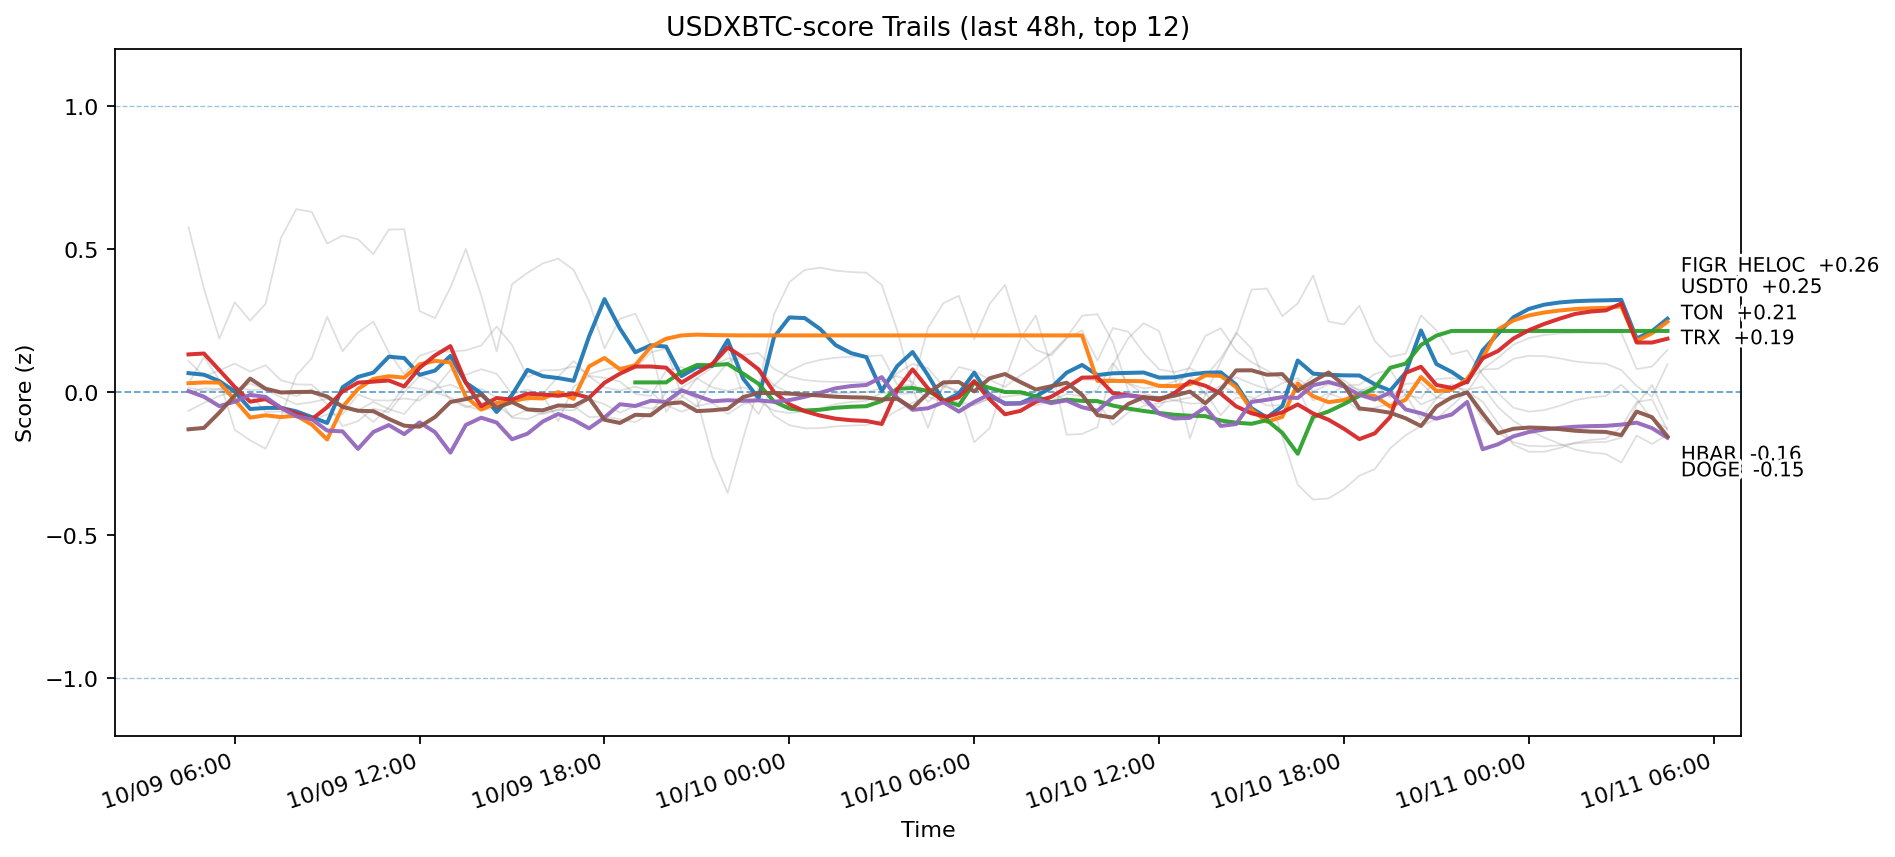 USDXBTC-score Trails (last 48h, top 12)
Score (z)
1.0
0.5
0.0
−0.5
−1.0
FIGR_HELOC +0.26
USDT0 +0.25
TON +0.21
TRX +0.19
HBAR -0.16
DOGE -0.15
10/09 06:00
10/09 12:00
10/09 18:00
10/10 00:00
10/10 06:00
10/10 12:00
10/10 18:00
10/11 00:00
10/11 06:00
Time